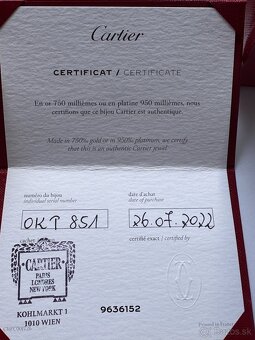 Cartier
CERTIFICAT / CERTIFICATE
En or 750 millièmes ou en platine 950 millièmes, nous
certifions que ce bijou Cartier est authentique.
Made in 750‰ gold or in 950‰ platinum, we certify
that this is an authentic Cartier jewel.
numéro du bijou
individual serial number
date d'achat
date of purchase
OKT 851
26.07.2022
certifié exact / certified by
CARTIER
PARIS
LONDRES
NEW YORK
KOHLMARKT 1
1010 WIEN
9636152
Printed in France